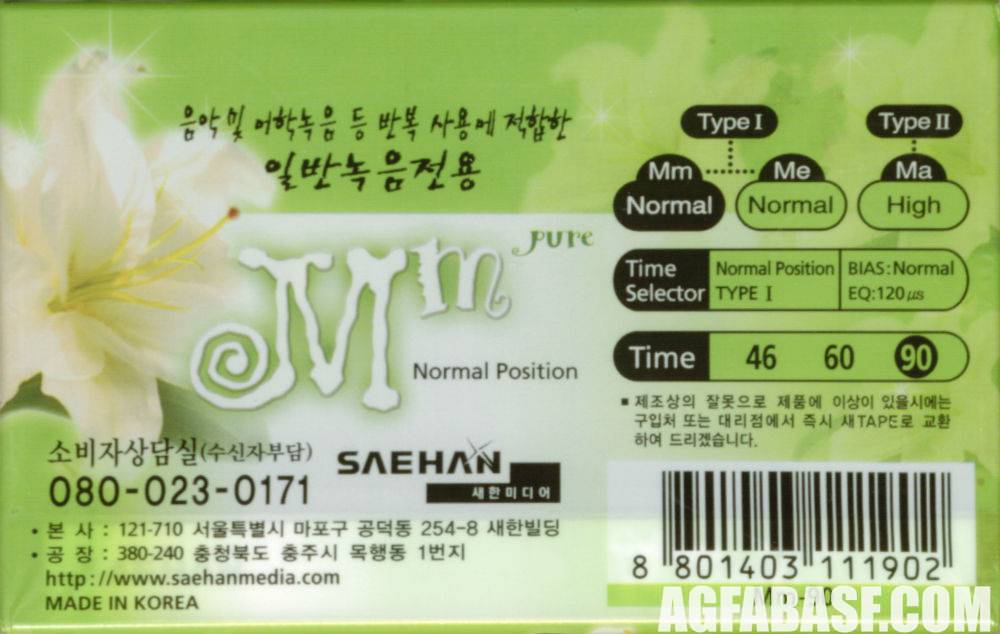 음악 및 어학녹음 등 반복 사용에 적합한
일반녹음전용
Mm pure
Normal Position
소비자상담실(수신자부담)
080-023-0171
SAEHAN
새한미디어
• 본 사 : 121-710 서울특별시 마포구 공덕동 254-8 새한빌딩
• 공 장 : 380-240 충청북도 충주시 목행동 1번지
http://www.saehanmedia.com
MADE IN KOREA
Type I Type II
Mm Me Ma
Normal Normal High
Time Selector
Normal Position
TYPE I
BIAS:Normal
EQ:120㎲
Time 46 60 90
▪ 제조상의 잘못으로 제품에 이상이 있을시에는
구입처 또는 대리점에서 즉시 새TAPE로 교환
하여 드리겠습니다.
8 801403 111902
Mm-90
AGFABASF.COM